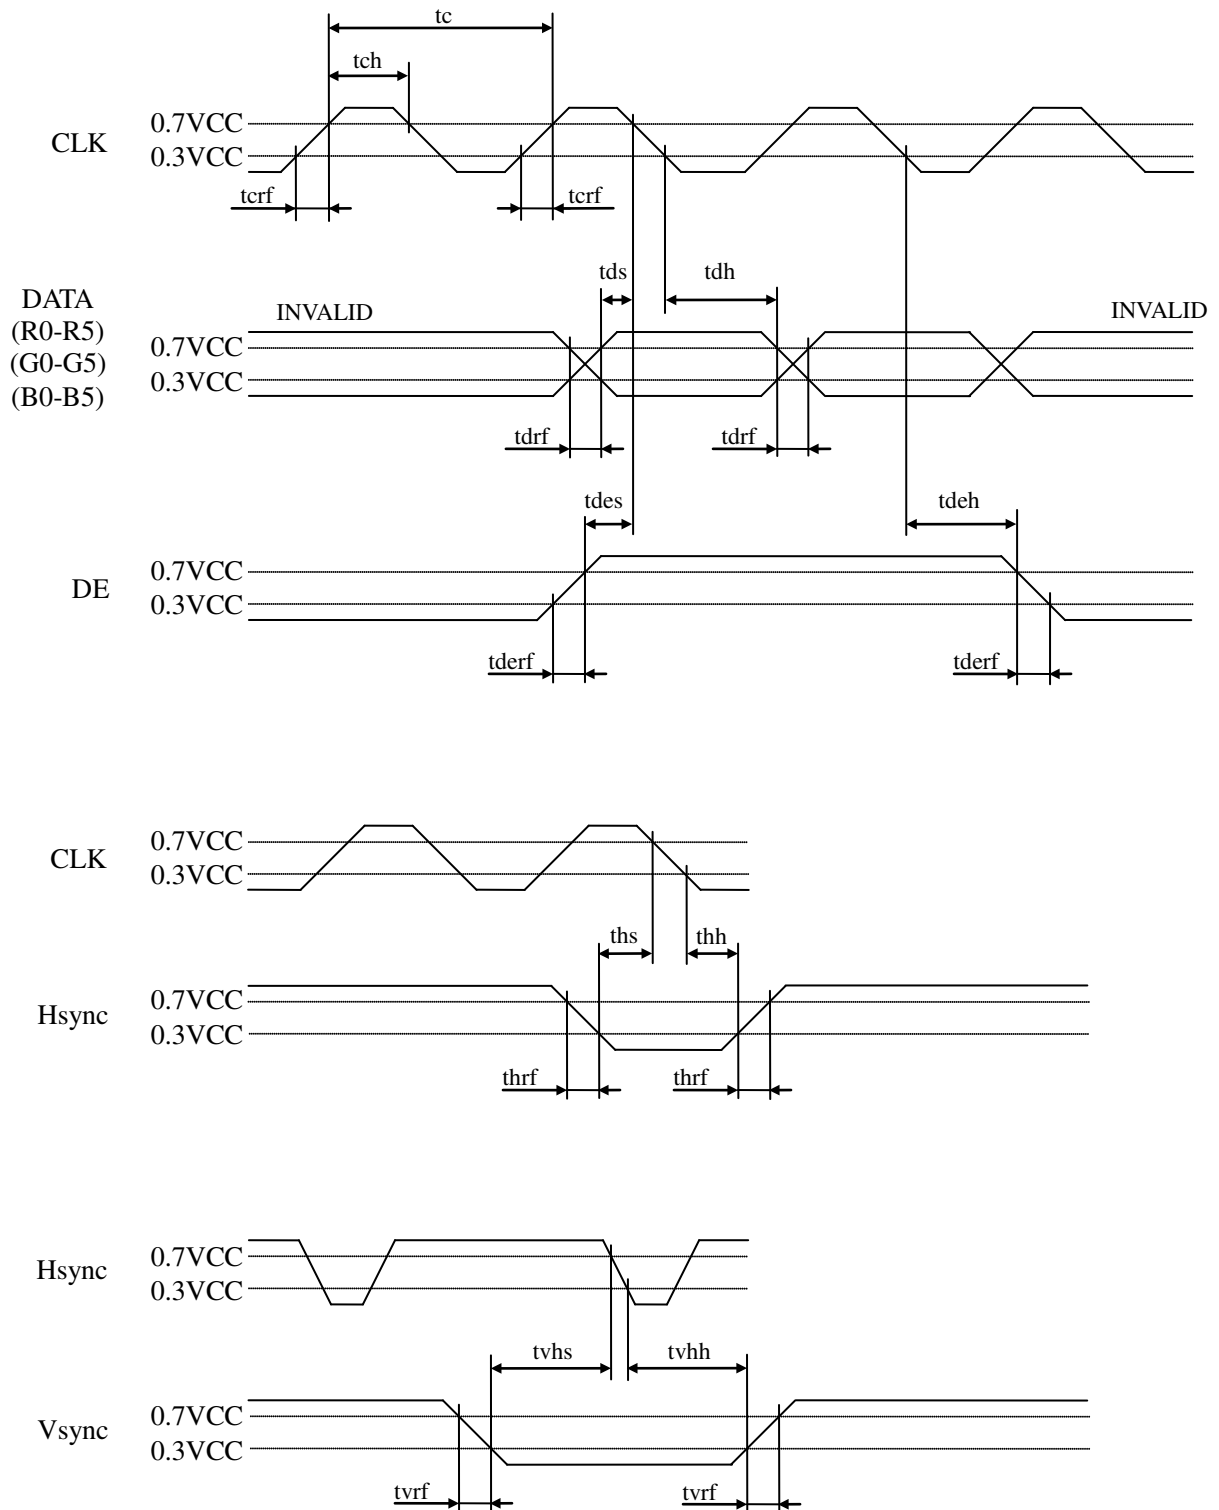 tc
tch
CLK
0.7VCC
0.3VCC
tcrf
tcrf
tds
tdh
DATA
(R0-R5)
(G0-G5)
(B0-B5)
INVALID
INVALID
0.7VCC
0.3VCC
tdrf
tdrf
tdes
tdeh
DE
0.7VCC
0.3VCC
tderf
tderf
CLK
0.7VCC
0.3VCC
ths
thh
Hsync
0.7VCC
0.3VCC
thrf
thrf
Hsync
0.7VCC
0.3VCC
tvhs
tvhh
Vsync
0.7VCC
0.3VCC
tvrf
tvrf